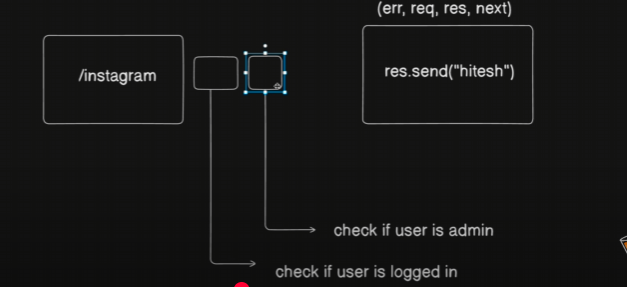 (err, req, res, next)
/instagram
res.send("hitesh")
check if user is admin
check if user is logged in